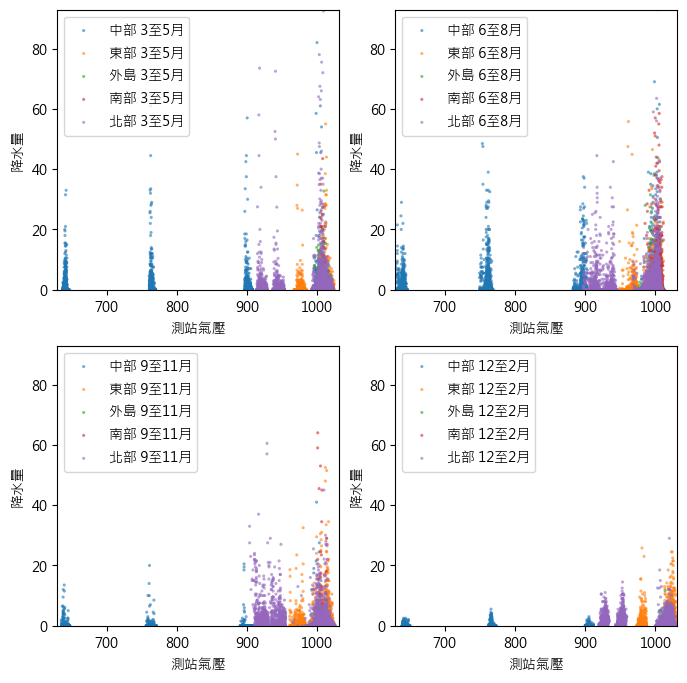 中部 3至5月
東部 3至5月
外島 3至5月
南部 3至5月
北部 3至5月
降水量
80
60
40
20
0
700 800 900 1000
測站氣壓
中部 6至8月
東部 6至8月
外島 6至8月
南部 6至8月
北部 6至8月
降水量
80
60
40
20
0
700 800 900 1000
測站氣壓
中部 9至11月
東部 9至11月
外島 9至11月
南部 9至11月
北部 9至11月
降水量
80
60
40
20
0
700 800 900 1000
測站氣壓
中部 12至2月
東部 12至2月
外島 12至2月
南部 12至2月
北部 12至2月
降水量
80
60
40
20
0
700 800 900 1000
測站氣壓